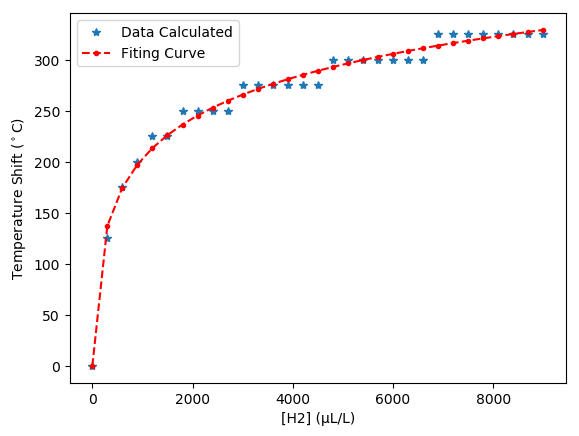 Data Calculated
Fiting Curve
Temperature Shift (°C)
300
250
200
150
100
50
0
0 2000 4000 6000 8000
[H2] (μL/L)